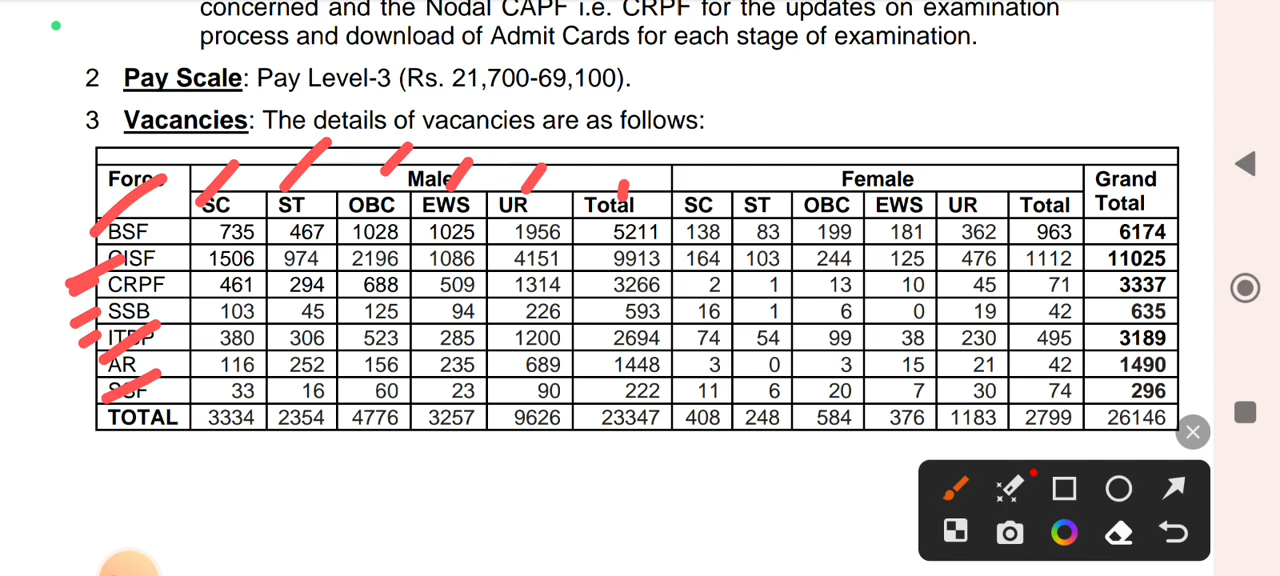 concerned and the Nodal CAPF i.e. CRPF for the updates on examination
process and download of Admit Cards for each stage of examination.
2 Pay Scale: Pay Level-3 (Rs. 21,700-69,100).
3 Vacancies: The details of vacancies are as follows:
Force Male Female Grand Total
SC ST OBC EWS UR Total SC ST OBC EWS UR Total
BSF 735 467 1028 1025 1956 5211 138 83 199 181 362 963 6174
CISF 1506 974 2196 1086 4151 9913 164 103 244 125 476 1112 11025
CRPF 461 294 688 509 1314 3266 2 1 13 10 45 71 3337
SSB 103 45 125 94 226 593 16 1 6 0 19 42 635
ITBP 380 306 523 285 1200 2694 74 54 99 38 230 495 3189
AR 116 252 156 235 689 1448 3 0 3 15 21 42 1490
SSF 33 16 60 23 90 222 11 6 20 7 30 74 296
TOTAL 3334 2354 4776 3257 9626 23347 408 248 584 376 1183 2799 26146